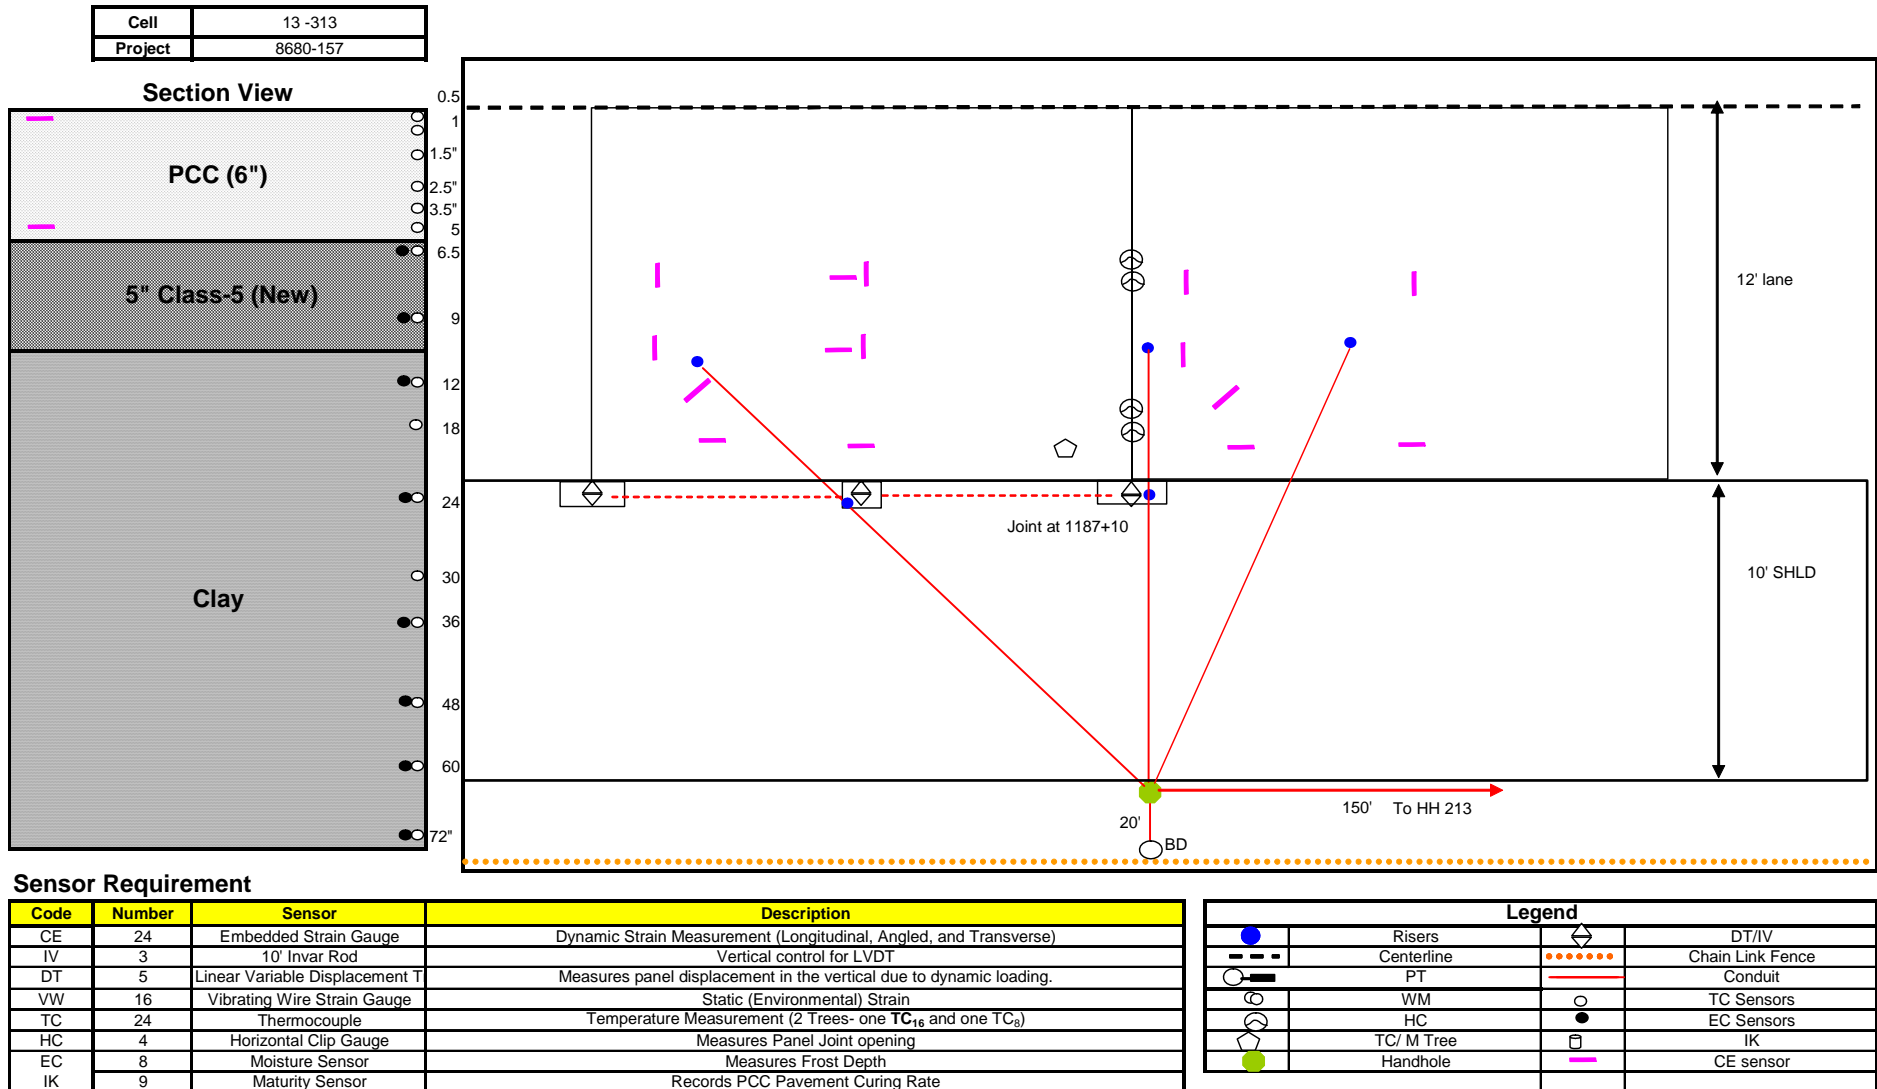 Cell 13 -313
Project 8680-157
Section View
PCC (6")
5" Class-5 (New)
Clay
0.5
1
1.5"
2.5"
3.5"
5
6.5
9
12
18
24
30
36
48
60
72"
12' lane
Joint at 1187+10
10' SHLD
150' To HH 213
20'
BD
Sensor Requirement
Code Number Sensor Description
CE 24 Embedded Strain Gauge Dynamic Strain Measurement (Longitudinal, Angled, and Transverse)
IV 3 10' Invar Rod Vertical control for LVDT
DT 5 Linear Variable Displacement T Measures panel displacement in the vertical due to dynamic loading.
VW 16 Vibrating Wire Strain Gauge Static (Environmental) Strain
TC 24 Thermocouple Temperature Measurement (2 Trees- one TC16 and one TC8)
HC 4 Horizontal Clip Gauge Measures Panel Joint opening
EC 8 Moisture Sensor Measures Frost Depth
IK 9 Maturity Sensor Records PCC Pavement Curing Rate
Legend
Risers DT/IV
Centerline Chain Link Fence
PT Conduit
WM TC Sensors
HC EC Sensors
TC/ M Tree IK
Handhole CE sensor